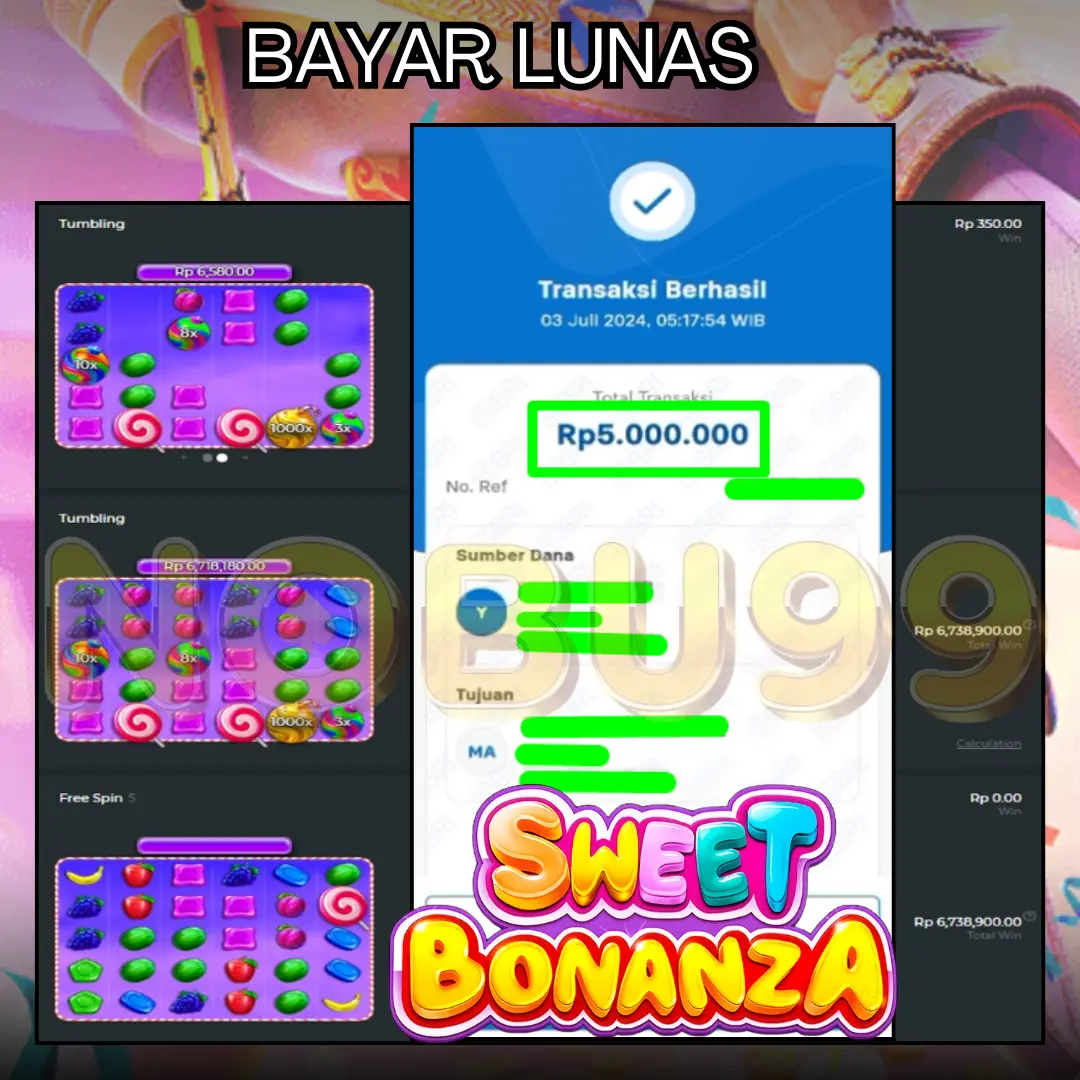 BAYAR LUNAS
Tumbling
Rp 350.00
Win
Rp 6,580.00
8x
10x
1000x
3x
Transaksi Berhasil
03 Juli 2024, 05:17:54 WIB
Total Transaksi
Rp5.000.000
No. Ref
Tumbling
Rp 6,718,180.00
10x
8x
1000x
3x
Sumber Dana
Y
Tujuan
MA
NOBU99
Rp 6,738,900.00
Total Win
Calculation
Free Spin 5
Rp 0.00
Win
Rp 6,738,900.00
Total Win
SWEET
BONANZA